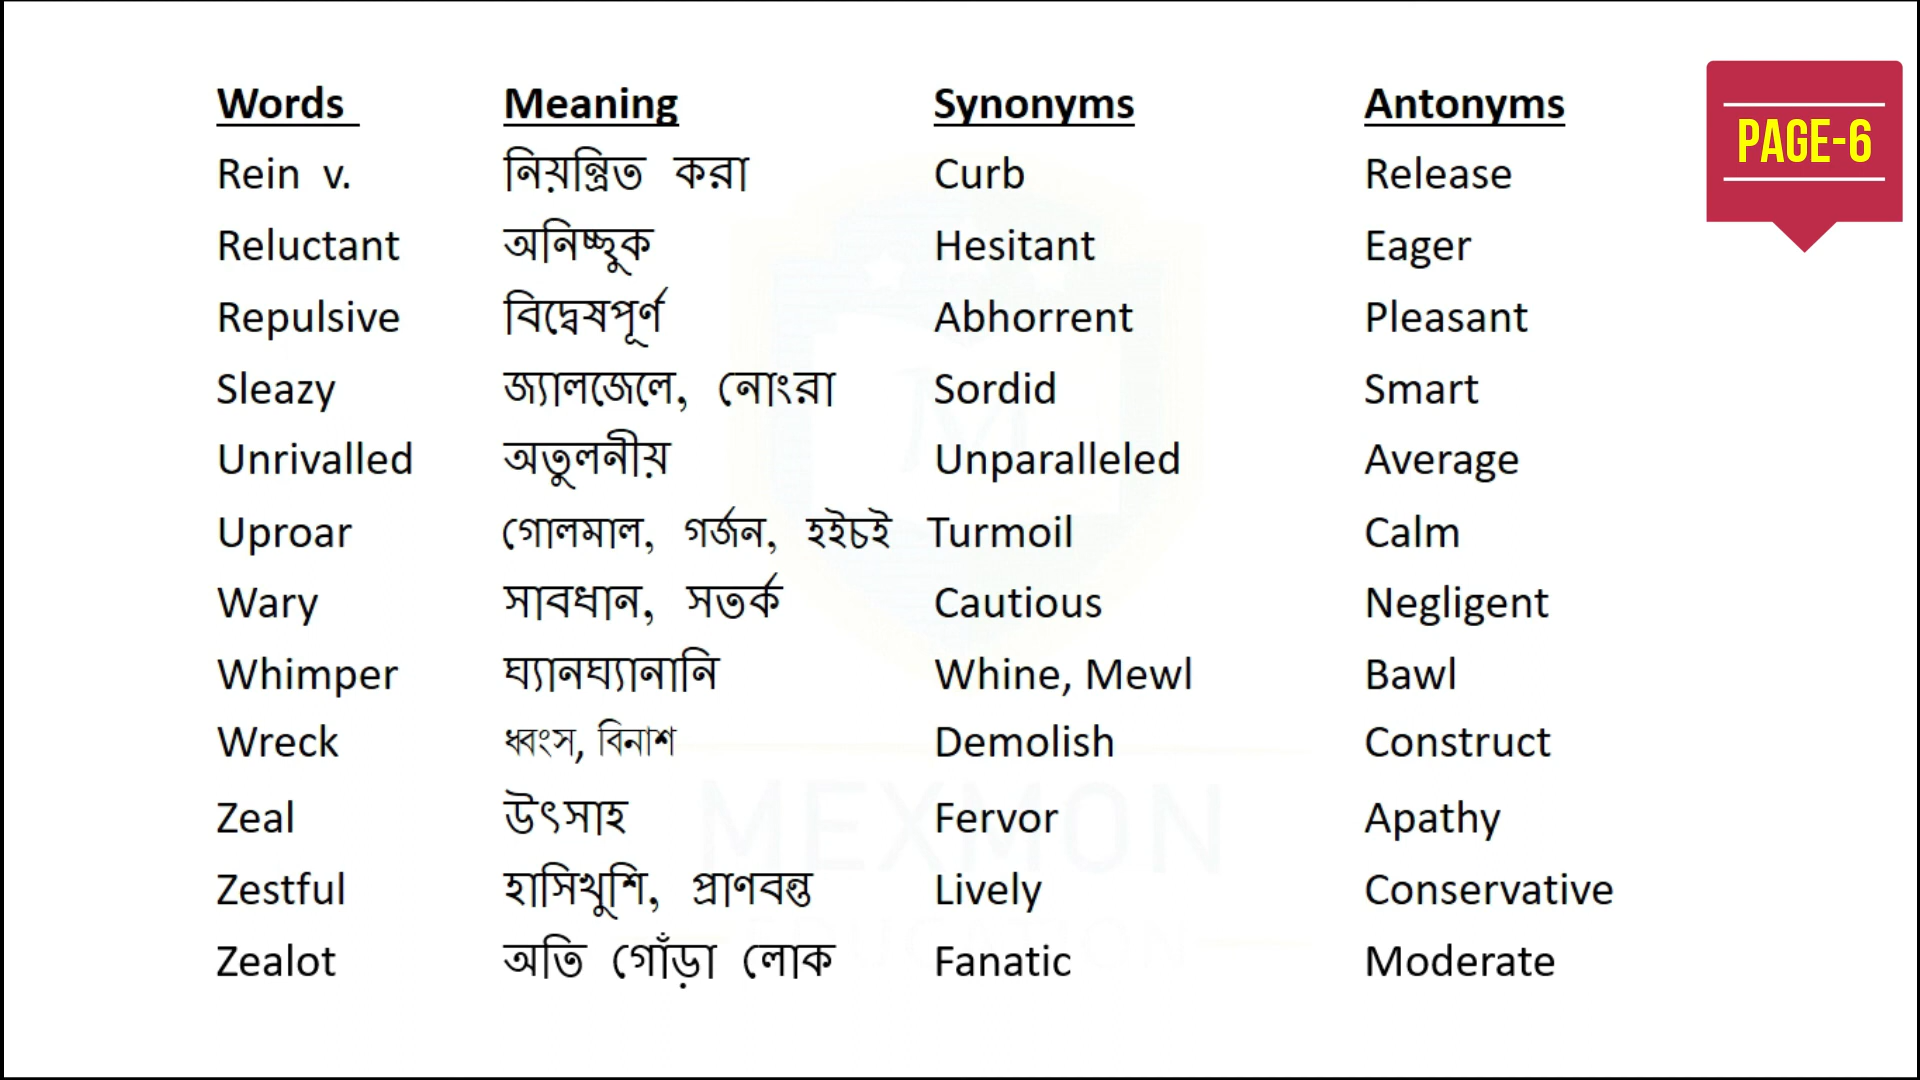 Words Meaning Synonyms Antonyms
PAGE-6
Rein v. নিয়ন্ত্রিত করা Curb Release
Reluctant অনিচ্ছুক Hesitant Eager
Repulsive বিদ্বেষপূর্ণ Abhorrent Pleasant
Sleazy জ্যালজেলে, নোংরা Sordid Smart
Unrivalled অতুলনীয় Unparalleled Average
Uproar গোলমাল, গর্জন, হইচই Turmoil Calm
Wary সাবধান, সতর্ক Cautious Negligent
Whimper ঘ্যানঘ্যানানি Whine, Mewl Bawl
Wreck ধ্বংস, বিনাশ Demolish Construct
Zeal উৎসাহ Fervor Apathy
Zestful হাসিখুশি, প্রাণবন্ত Lively Conservative
Zealot অতি গোঁড়া লোক Fanatic Moderate
MEXMON
EDUCATION